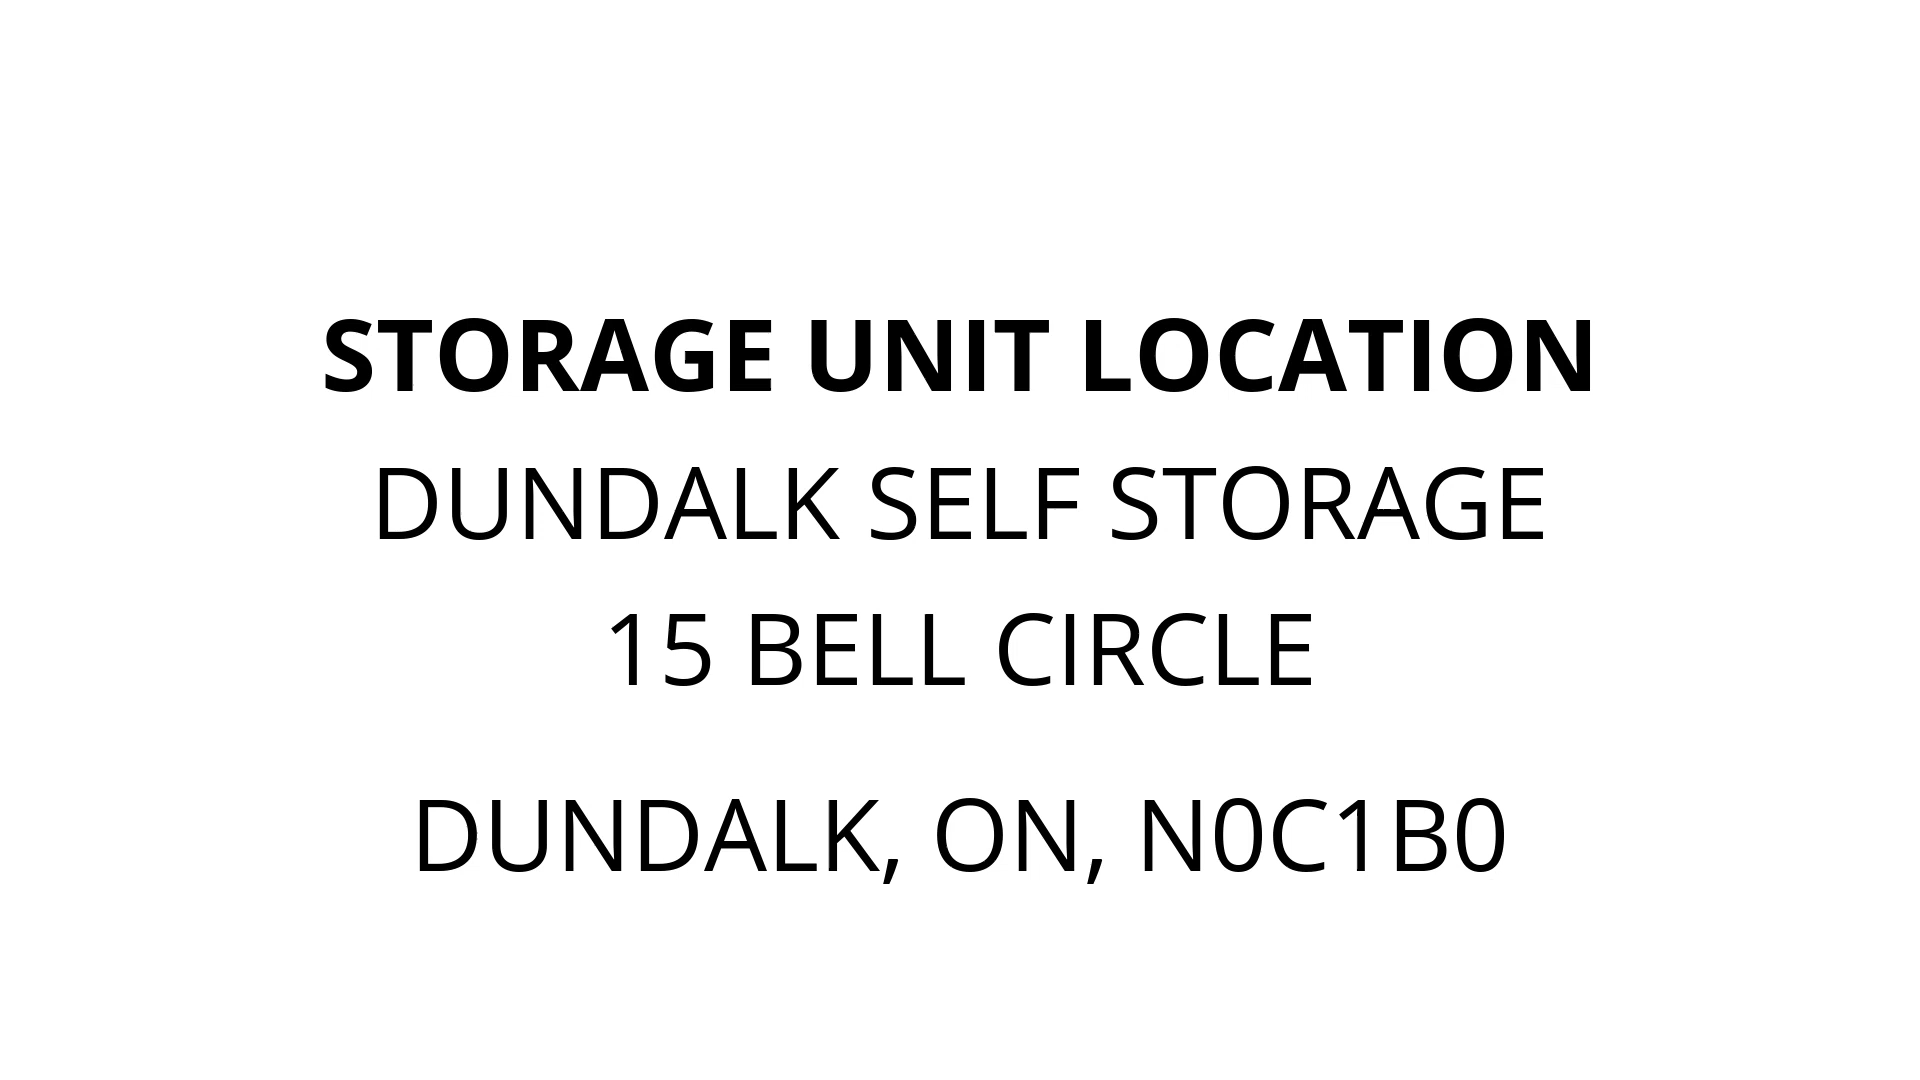 STORAGE UNIT LOCATION
DUNDALK SELF STORAGE
15 BELL CIRCLE
DUNDALK, ON, N0C1B0